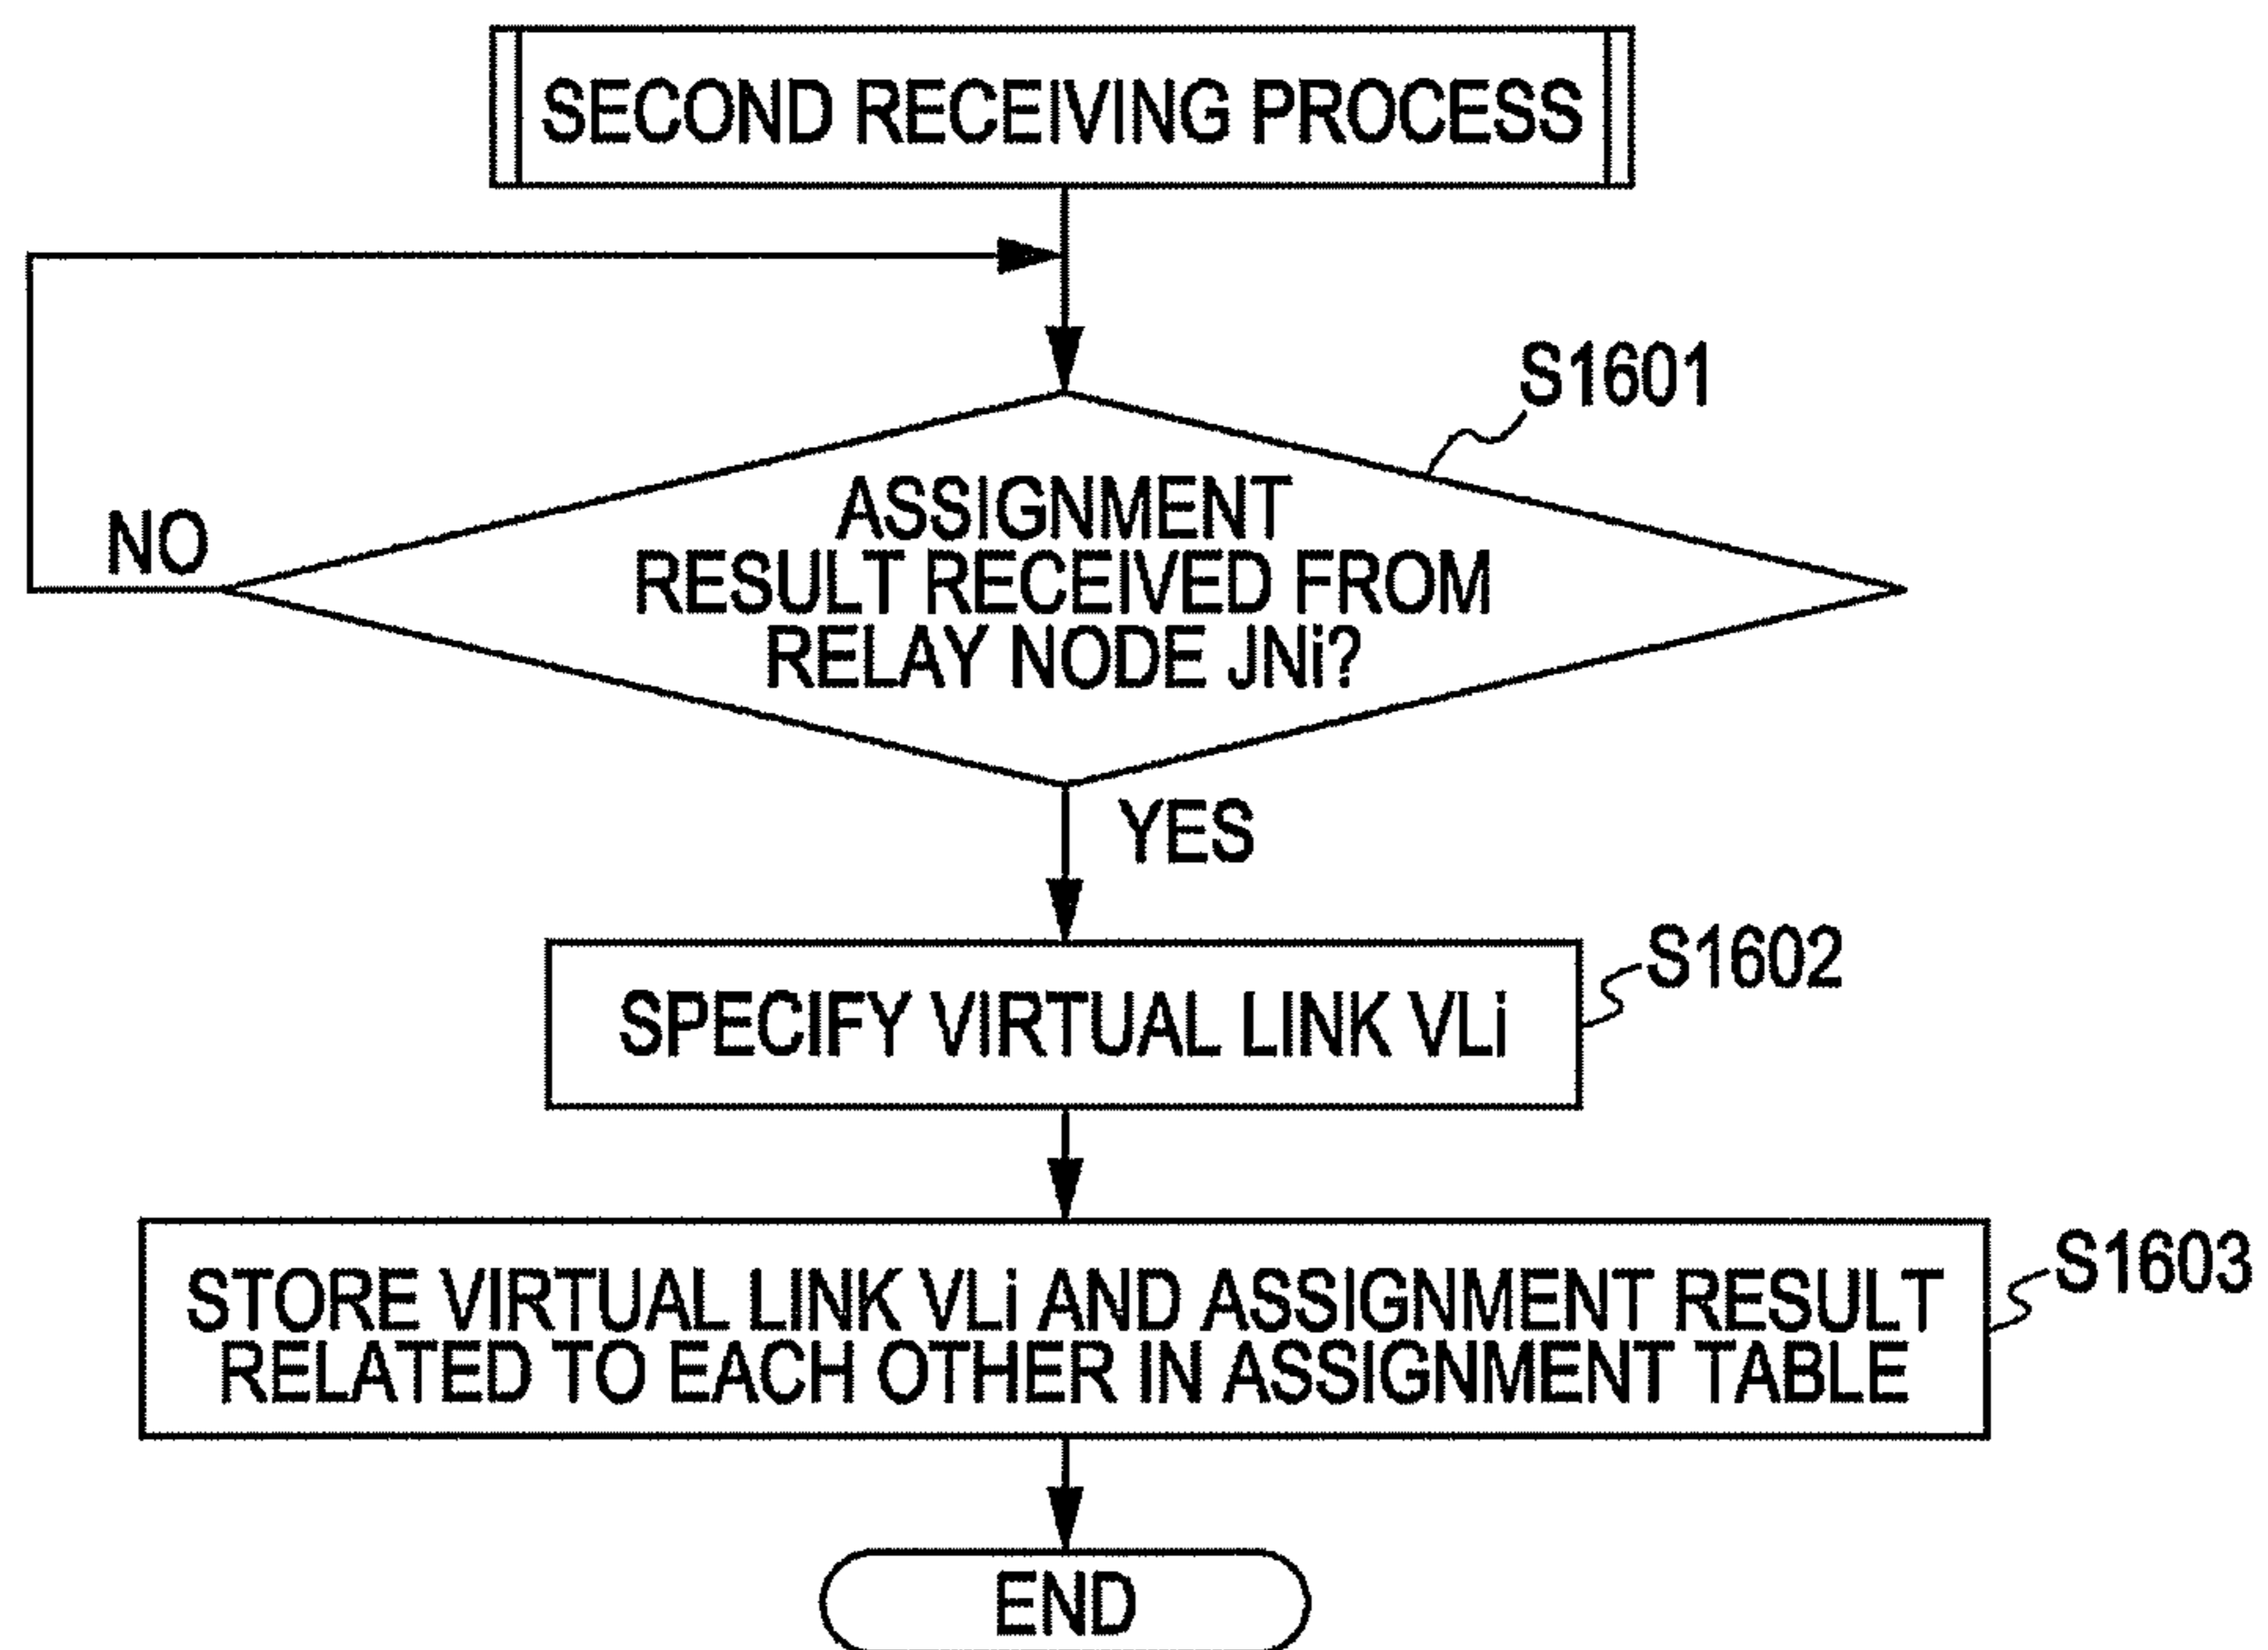 SECOND RECEIVING PROCESS
S1601
ASSIGNMENT
RESULT RECEIVED FROM
RELAY NODE JNi?
NO
YES
S1602
SPECIFY VIRTUAL LINK VLi
S1603
STORE VIRTUAL LINK VLi AND ASSIGNMENT RESULT
RELATED TO EACH OTHER IN ASSIGNMENT TABLE
END